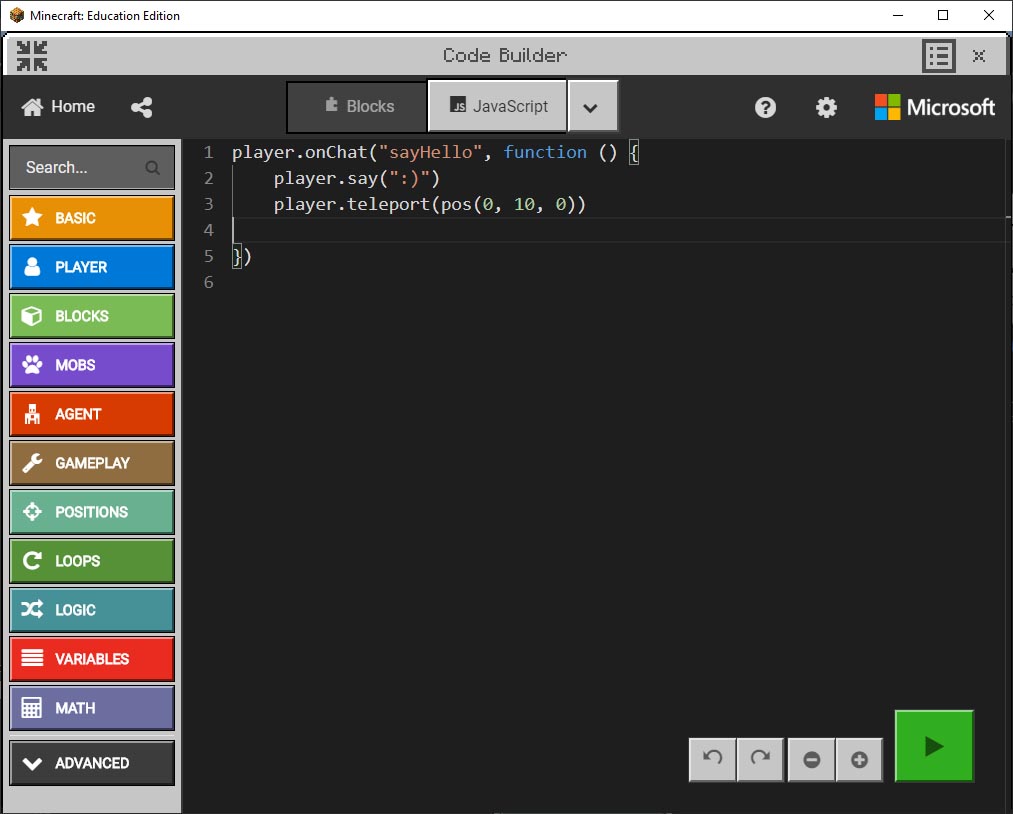 Minecraft: Education Edition
Code Builder
Home
Blocks
JS JavaScript
Microsoft
Search...
BASIC
PLAYER
BLOCKS
MOBS
AGENT
GAMEPLAY
POSITIONS
LOOPS
LOGIC
VARIABLES
MATH
ADVANCED
1 player.onChat("sayHello", function () {
2     player.say(":)")
3     player.teleport(pos(0, 10, 0))
4
5 })
6